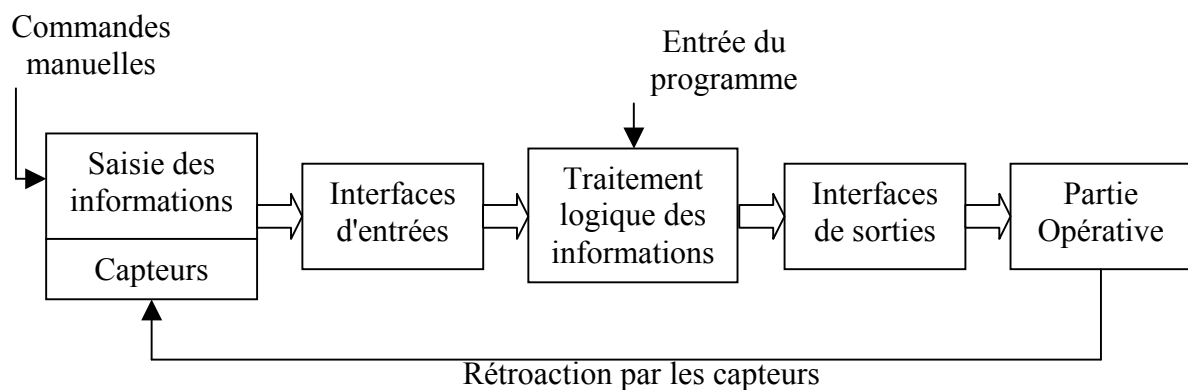 Commandes
manuelles
Entrée du
programme
Saisie des
informations
Capteurs
Interfaces
d'entrées
Traitement
logique des
informations
Interfaces
de sorties
Partie
Opérative
Rétroaction par les capteurs